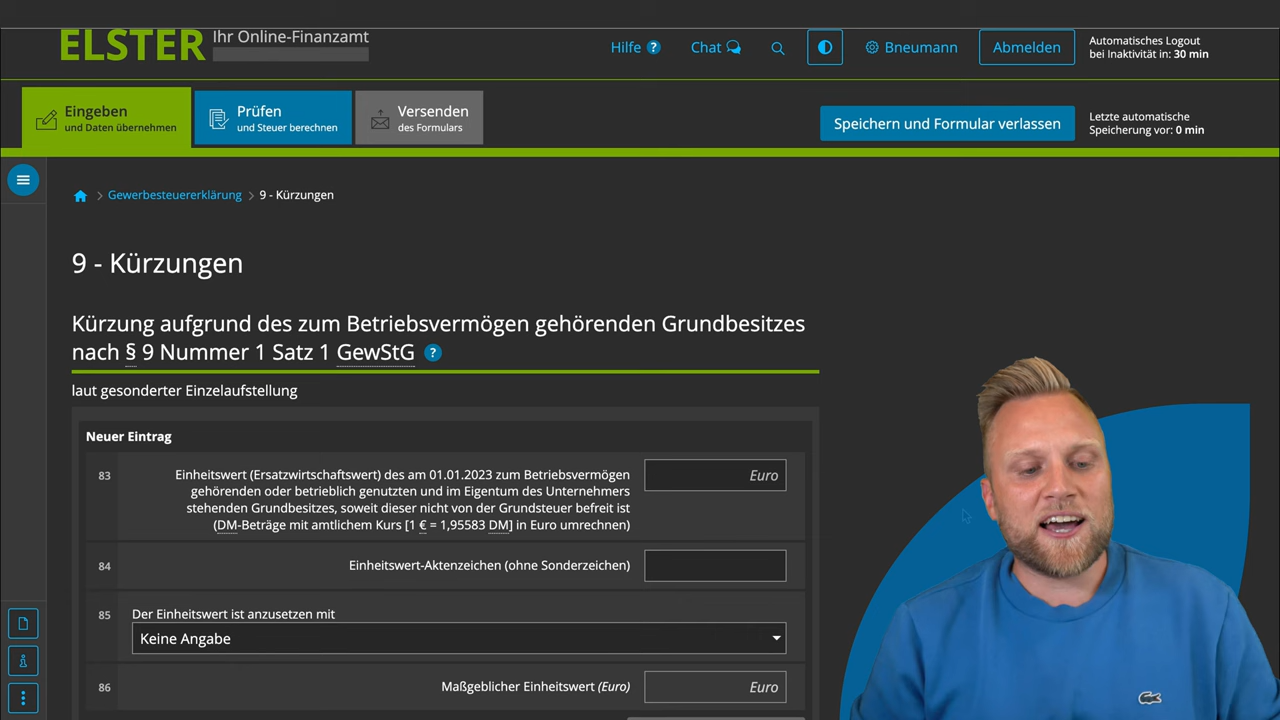 ELSTER
Ihr Online-Finanzamt
Hilfe ?
Chat
Bneumann
Abmelden
Automatisches Logout
bei Inaktivität in: 30 min
Eingeben
und Daten übernehmen
Prüfen
und Steuer berechnen
Versenden
des Formulars
Speichern und Formular verlassen
Letzte automatische
Speicherung vor: 0 min
Gewerbesteuererklärung > 9 - Kürzungen
9 - Kürzungen
Kürzung aufgrund des zum Betriebsvermögen gehörenden Grundbesitzes
nach § 9 Nummer 1 Satz 1 GewStG ?
laut gesonderter Einzelaufstellung
Neuer Eintrag
83
Einheitswert (Ersatzwirtschaftswert) des am 01.01.2023 zum Betriebsvermögen
gehörenden oder betrieblich genutzten und im Eigentum des Unternehmers
stehenden Grundbesitzes, soweit dieser nicht von der Grundsteuer befreit ist
(DM-Beträge mit amtlichem Kurs [1 € = 1,95583 DM] in Euro umrechnen)
Euro
84
Einheitswert-Aktenzeichen (ohne Sonderzeichen)
85
Der Einheitswert ist anzusetzen mit
Keine Angabe
86
Maßgeblicher Einheitswert (Euro)
Euro